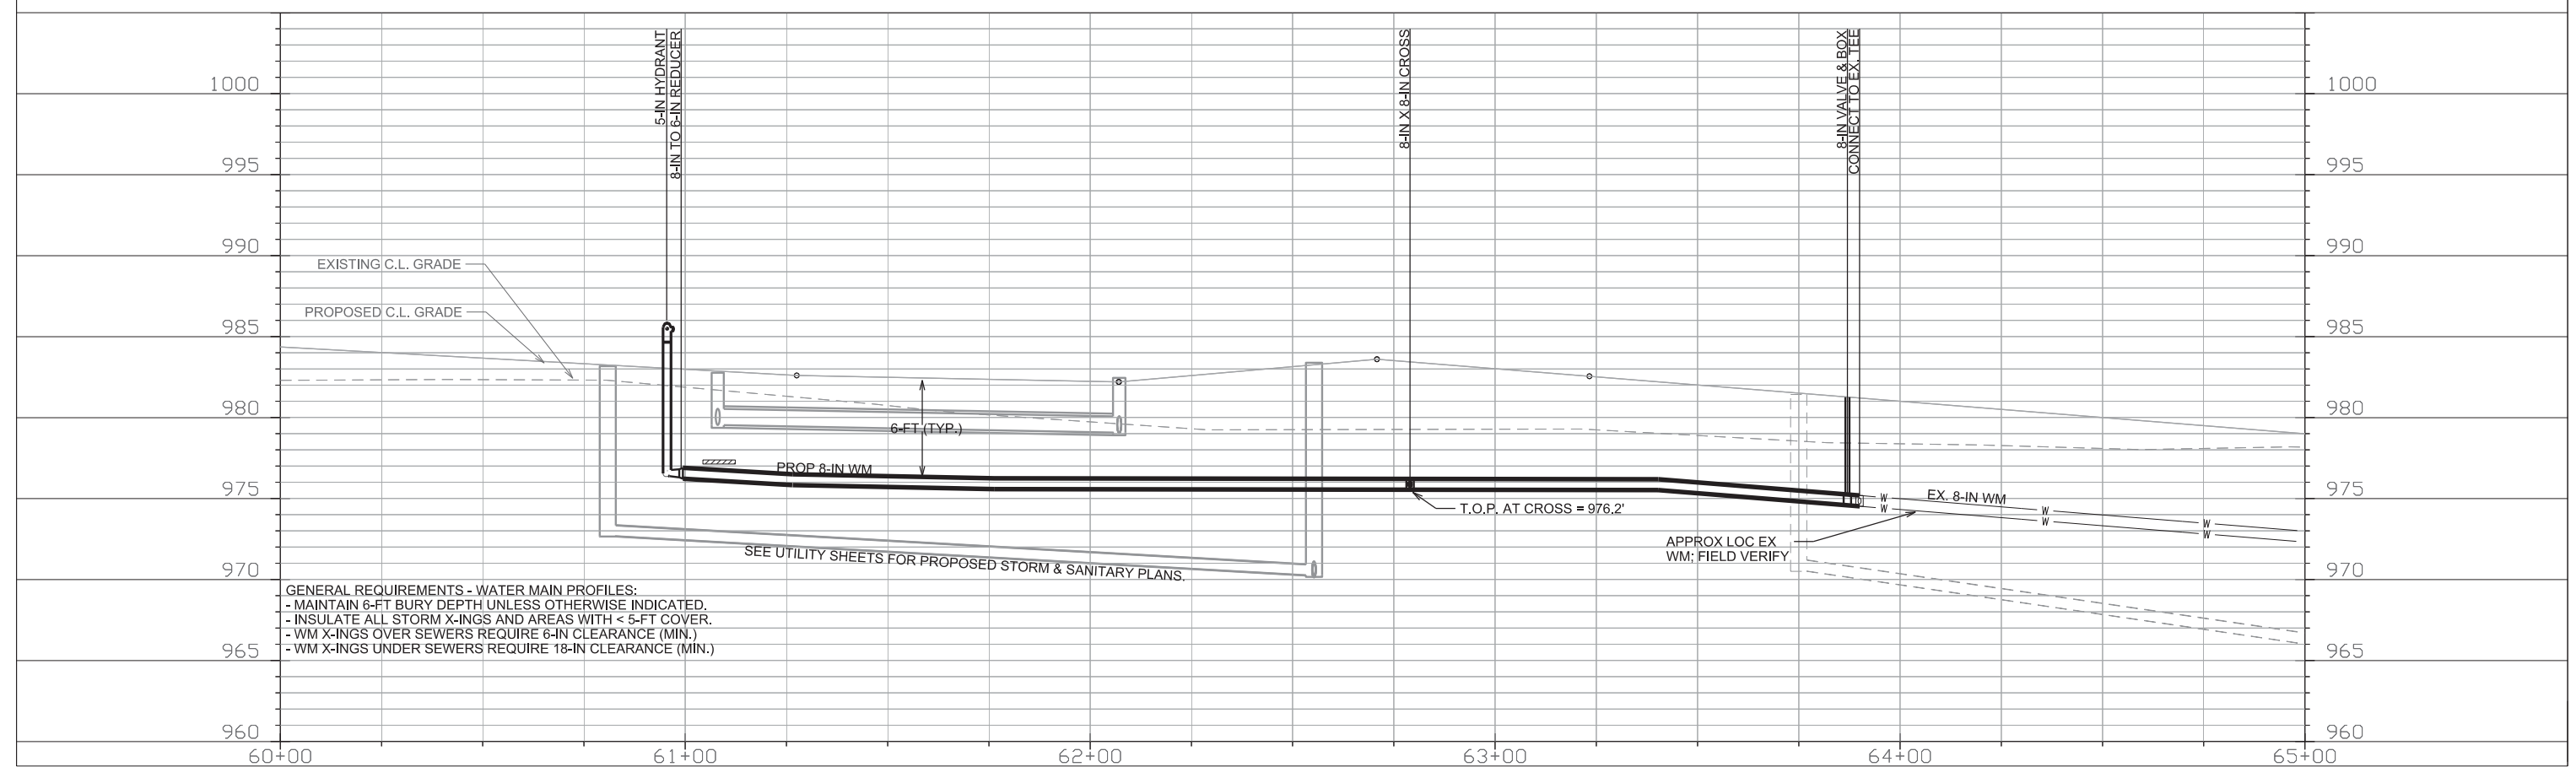 5-IN HYDRANT
8-IN TO 6-IN REDUCER
8-IN X 8-IN CROSS
8-IN VALVE & BOX
CONNECT TO EX. TEE
1000
1000
995
995
990
990
EXISTING C.L. GRADE
PROPOSED C.L. GRADE
985
985
980
980
6-FT (TYP.)
PROP 8-IN WM
975
975
W
EX. 8-IN WM
W
W
W
W
W
T.O.P. AT CROSS = 976.2'
APPROX LOC EX
WM; FIELD VERIFY
SEE UTILITY SHEETS FOR PROPOSED STORM & SANITARY PLANS.
970
970
GENERAL REQUIREMENTS - WATER MAIN PROFILES:
- MAINTAIN 6-FT BURY DEPTH UNLESS OTHERWISE INDICATED.
- INSULATE ALL STORM X-INGS AND AREAS WITH < 5-FT COVER.
- WM X-INGS OVER SEWERS REQUIRE 6-IN CLEARANCE (MIN.)
- WM X-INGS UNDER SEWERS REQUIRE 18-IN CLEARANCE (MIN.)
965
965
960
960
60+00
61+00
62+00
63+00
64+00
65+00